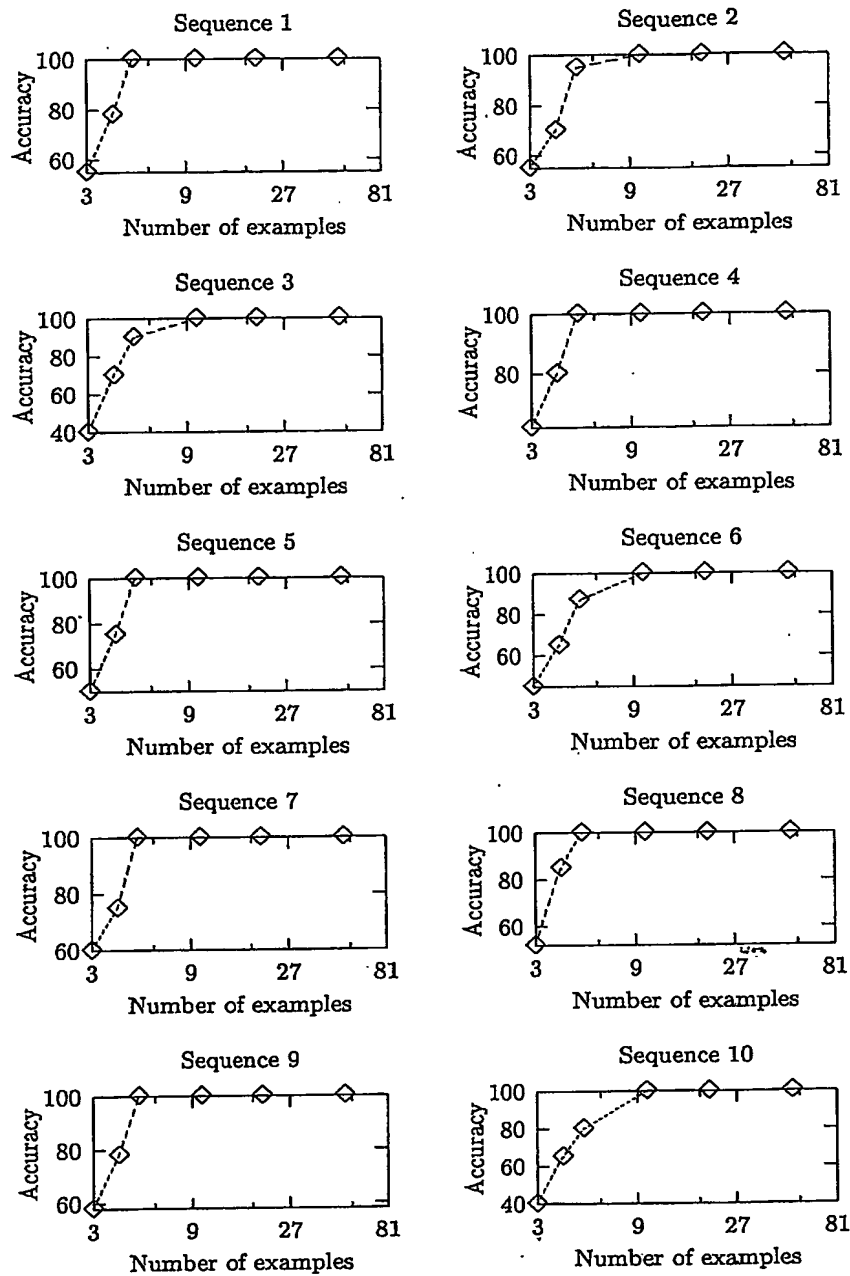 Sequence 1
Accuracy
100
80
60
3 9 27 81
Number of examples
Sequence 2
Accuracy
100
80
60
3 9 27 81
Number of examples
Sequence 3
Accuracy
100
80
60
40
3 9 27 81
Number of examples
Sequence 4
Accuracy
100
80
3 9 27 81
Number of examples
Sequence 5
Accuracy
100
80
60
3 9 27 81
Number of examples
Sequence 6
Accuracy
100
80
60
3 9 27 81
Number of examples
Sequence 7
Accuracy
100
80
60
3 9 27 81
Number of examples
Sequence 8
Accuracy
100
80
60
3 9 27 81
Number of examples
Sequence 9
Accuracy
100
80
60
3 9 27 81
Number of examples
Sequence 10
Accuracy
100
80
60
40
3 9 27 81
Number of examples